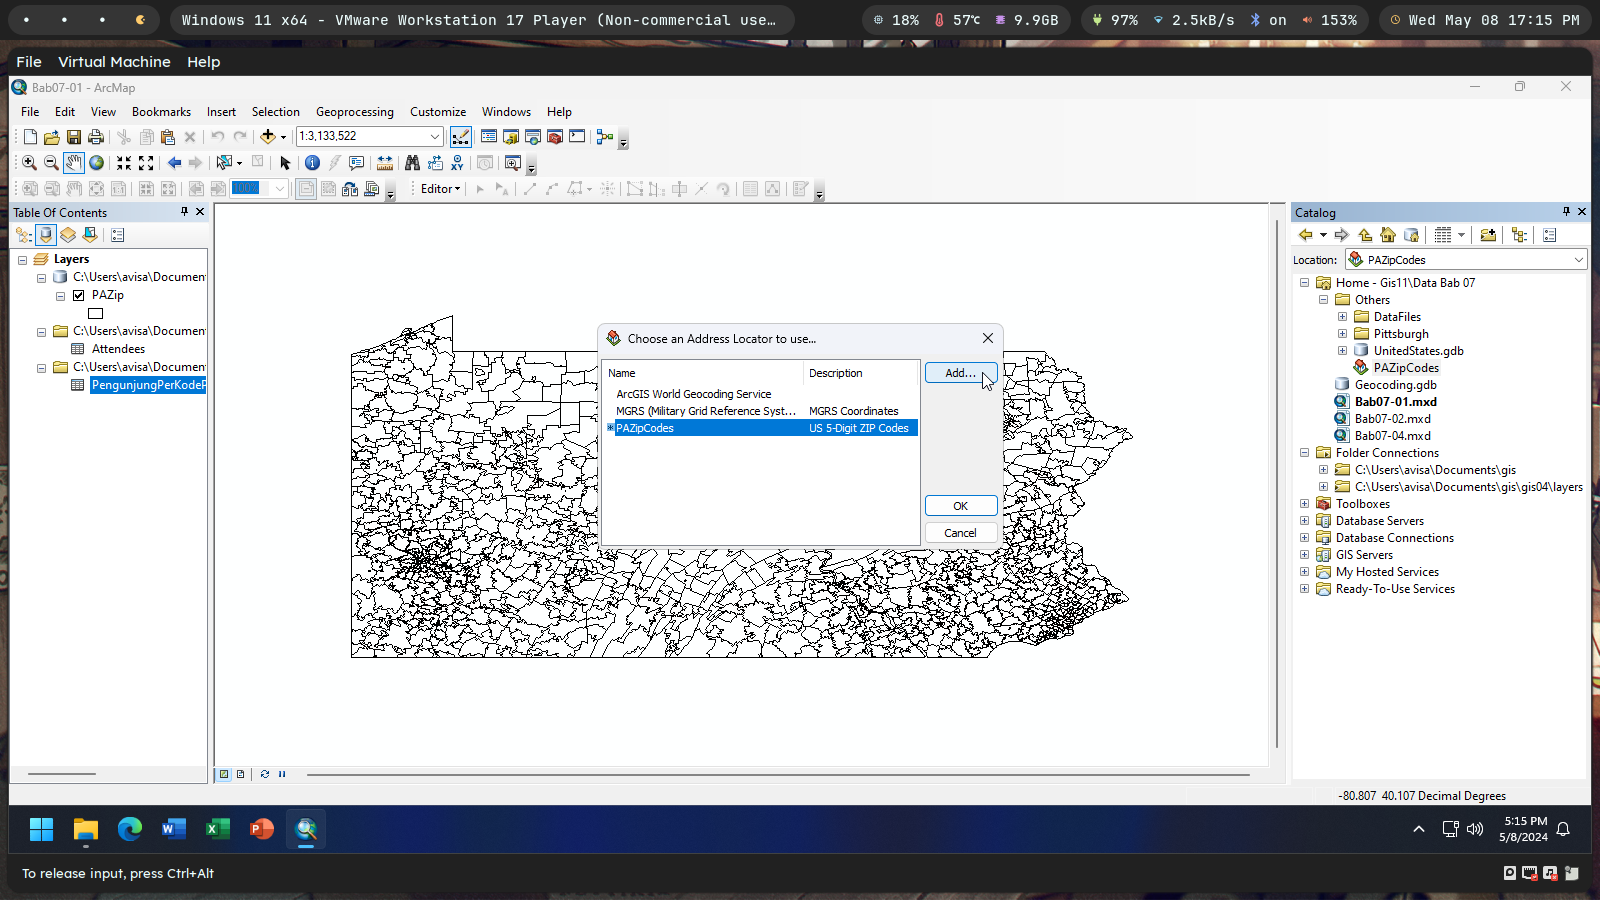 Windows 11 x64 - VMware Workstation 17 Player (Non-commercial use…
18%
57°C
9.9GB
97%
2.5kB/s
on
153%
Wed May 08 17:15 PM
File Virtual Machine Help
Bab07-01 - ArcMap
File Edit View Bookmarks Insert Selection Geoprocessing Customize Windows Help
1:3,133,522
100%
Editor
Table Of Contents
Layers
C:\Users\avisa\Document
PAZip
C:\Users\avisa\Document
Attendees
C:\Users\avisa\Document
PengunjungPerKodeP
Choose an Address Locator to use...
Name Description
ArcGIS World Geocoding Service
MGRS (Military Grid Reference Syst... MGRS Coordinates
PAZipCodes US 5-Digit ZIP Codes
Add...
OK
Cancel
Catalog
Location: PAZipCodes
Home - Gis11\Data Bab 07
Others
DataFiles
Pittsburgh
UnitedStates.gdb
PAZipCodes
Geocoding.gdb
Bab07-01.mxd
Bab07-02.mxd
Bab07-04.mxd
Folder Connections
C:\Users\avisa\Documents\gis
C:\Users\avisa\Documents\gis\gis04\layers
Toolboxes
Database Servers
Database Connections
GIS Servers
My Hosted Services
Ready-To-Use Services
-80.807 40.107 Decimal Degrees
5:15 PM
5/8/2024
To release input, press Ctrl+Alt